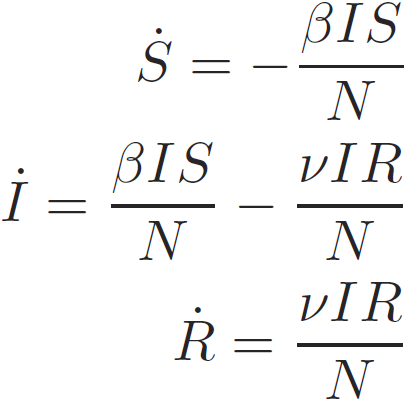 Ṡ = −βIS/N
İ = βIS/N − νIR/N
Ṙ = νIR/N